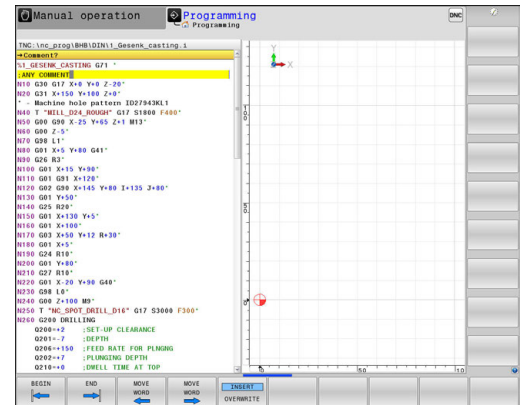 Manual operation
Programming
Programming
DNC
TNC:\nc_prog\BHB\DIN\1_Gesenk_casting.i
→Comment?
%1_GESENK_CASTING G71 *
;ANY COMMENT
N10 G30 G17 X+0 Y+0 Z-20*
N20 G31 X+150 Y+100 Z+0*
* - Machine hole pattern ID27943KL1
N40 T "MILL_D24_ROUGH" G17 S1800 F400*
N50 G00 G90 X-25 Y+65 Z+1 M13*
N60 G00 Z-5*
N70 G98 L1*
N80 G01 X+5 Y+80 G41*
N90 G26 R3*
N100 G01 X+15 Y+90*
N110 G01 G91 X+120*
N120 G02 G90 X+145 Y+80 I+135 J+80*
N130 G01 Y+50*
N140 G25 R20*
N150 G01 X+130 Y+5*
N160 G01 X+100*
N170 G03 X+50 Y+12 R+30*
N180 G01 X+5*
N190 G24 R10*
N200 G01 Y+80*
N210 G27 R10*
N220 G01 X-20 Y+90 G40*
N230 G98 L0*
N240 G00 Z+100 M9*
N250 T "NC_SPOT_DRILL_D16" G17 S3000 F300*
N260 G200 DRILLING
Q200=+2 ;SET-UP CLEARANCE
Q201=-7 ;DEPTH
Q206=+150 ;FEED RATE FOR PLNGNG
Q202=+7 ;PLUNGING DEPTH
Q210=+0 ;DWELL TIME AT TOP
Y
X
100
50
0
0
50
100
BEGIN
END
MOVE WORD
MOVE WORD
INSERT
OVERWRITE